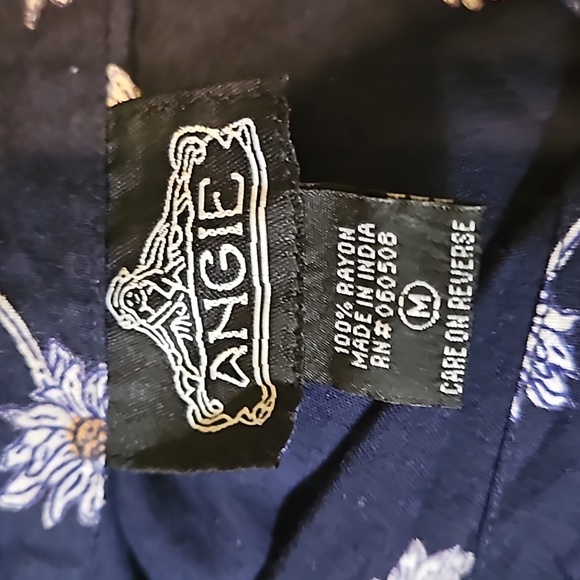 ANGIE
100% RAYON
MADE IN INDIA
RN# 060508
M
CARE ON REVERSE